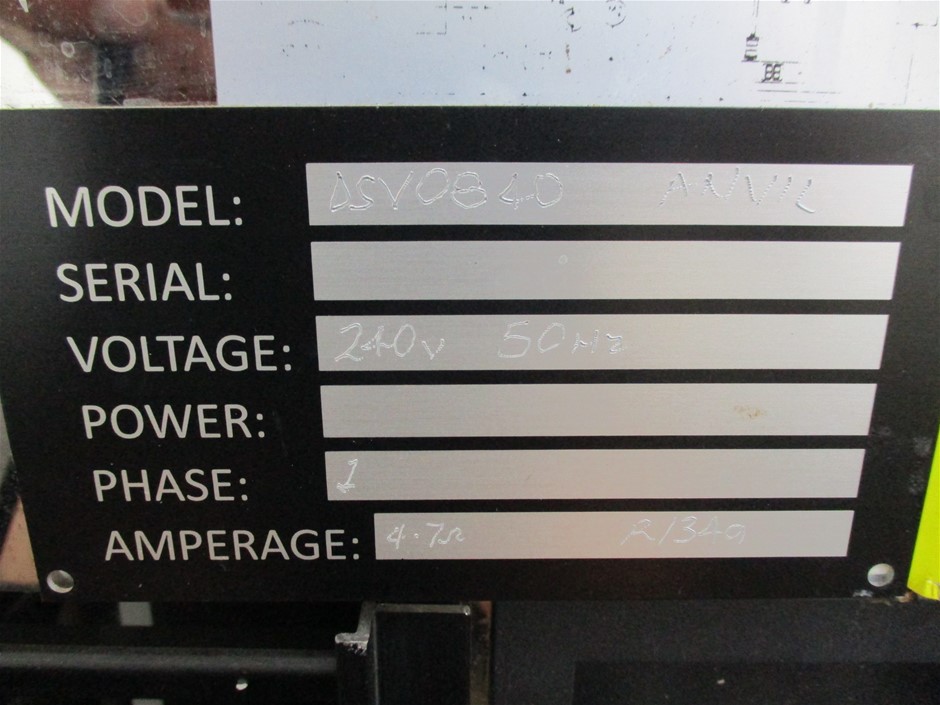 MODEL: DSV0840 ANVIL
SERIAL:
VOLTAGE: 240v 50Hz
POWER:
PHASE: 1
AMPERAGE: 4.7A R134a